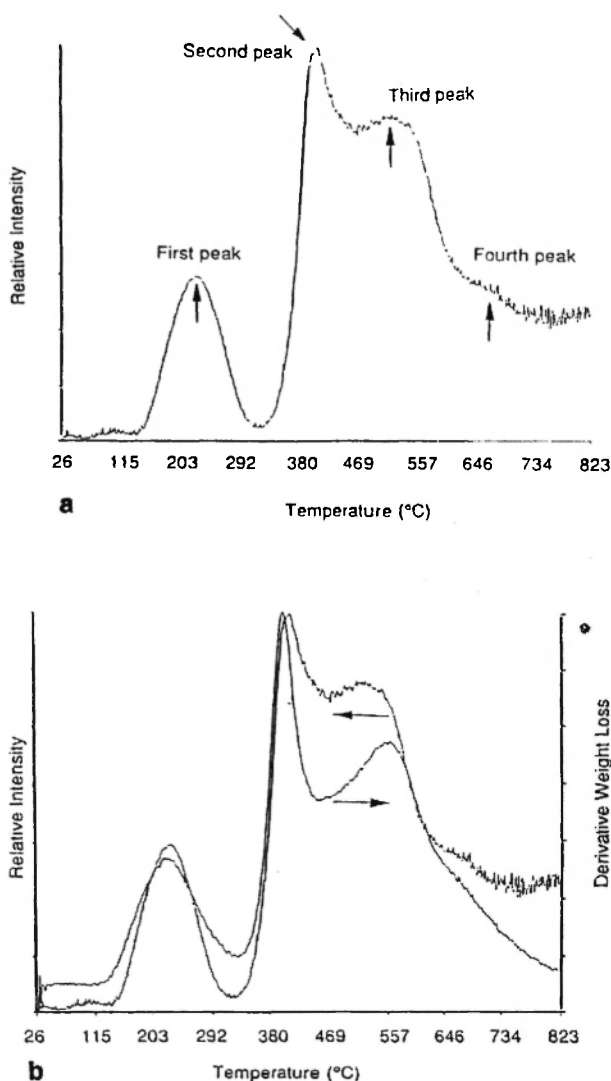 Second peak
Third peak
First peak
Fourth peak
Relative Intensity
26 115 203 292 380 469 557 646 734 823
a
Temperature (°C)
Relative Intensity
Derivative Weight Loss
26 115 203 292 380 469 557 646 734 823
b
Temperature (°C)